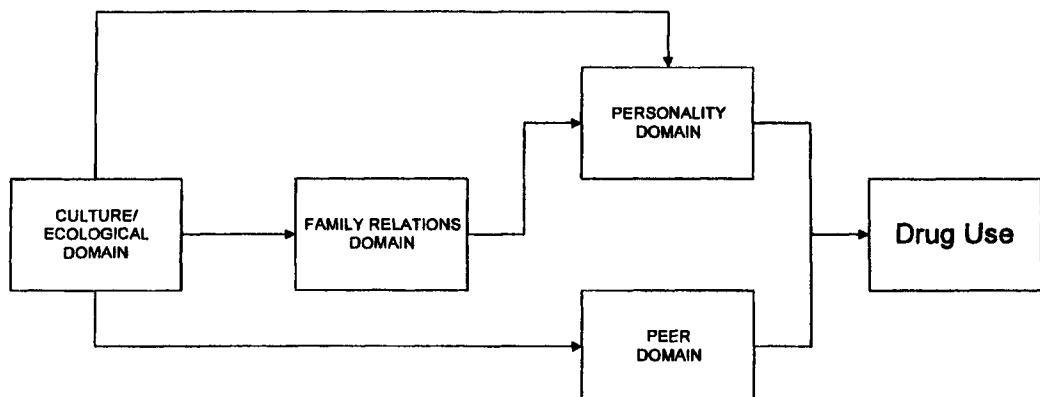 PERSONALITY
DOMAIN
CULTURE/
ECOLOGICAL
DOMAIN
FAMILY RELATIONS
DOMAIN
Drug Use
PEER
DOMAIN